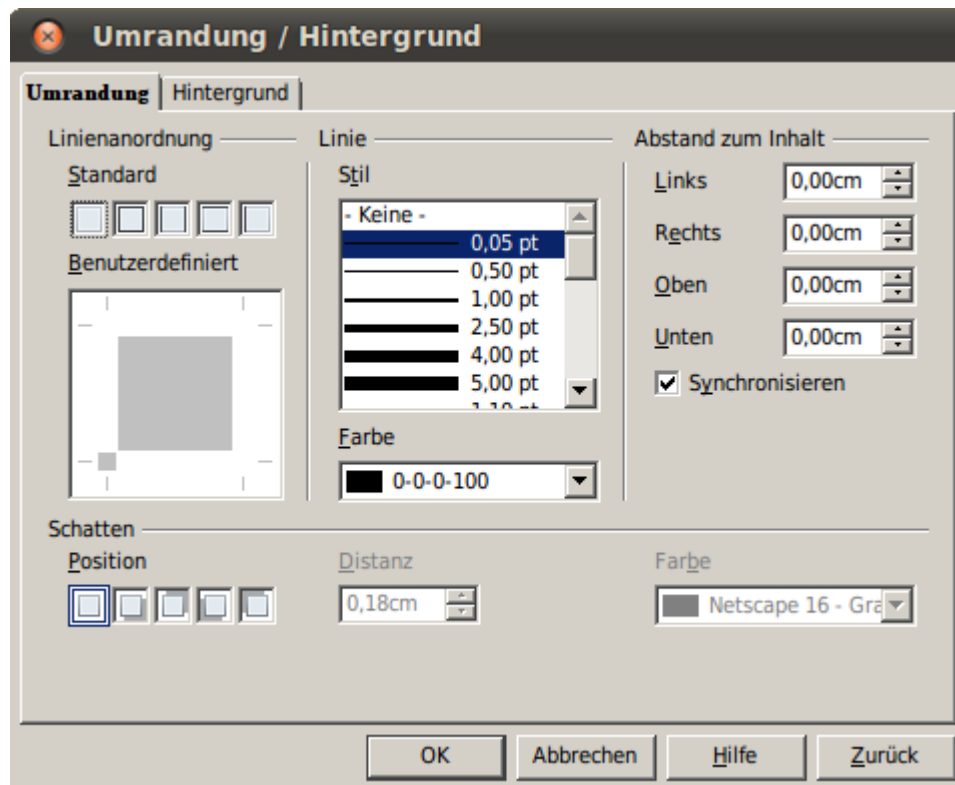 Umrandung / Hintergrund
Umrandung Hintergrund
Linienanordnung Linie Abstand zum Inhalt
Standard Stil
Links 0,00cm
- Keine -
0,05 pt
Rechts 0,00cm
Benutzerdefiniert
0,50 pt
Oben 0,00cm
1,00 pt
2,50 pt
Unten 0,00cm
4,00 pt
5,00 pt
Synchronisieren
1,10 pt
Farbe
0-0-0-100
Schatten
Position Distanz Farbe
0,18cm Netscape 16 - Gra
OK Abbrechen Hilfe Zurück